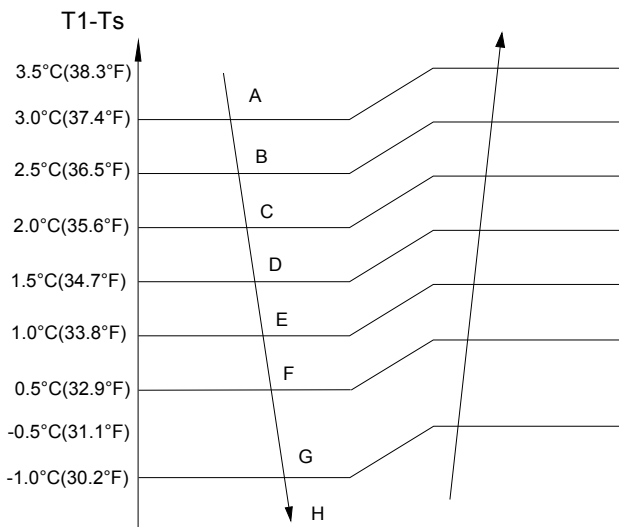 T1-Ts
3.5°C(38.3°F)
A
3.0°C(37.4°F)
B
2.5°C(36.5°F)
C
2.0°C(35.6°F)
D
1.5°C(34.7°F)
E
1.0°C(33.8°F)
F
0.5°C(32.9°F)
-0.5°C(31.1°F)
G
-1.0°C(30.2°F)
H